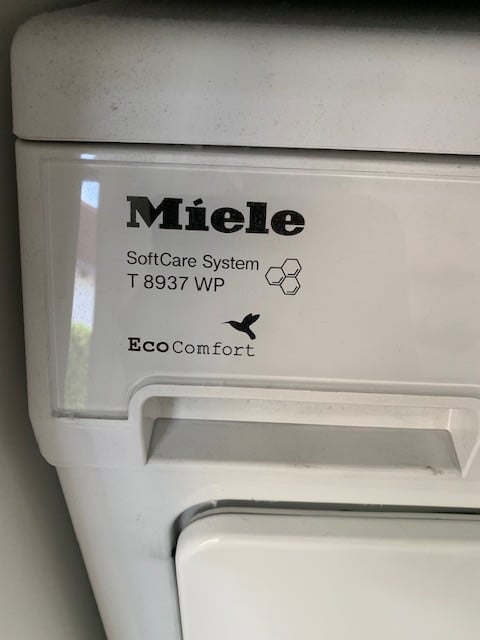 Miele
SoftCare System
T 8937 WP
EcoComfort